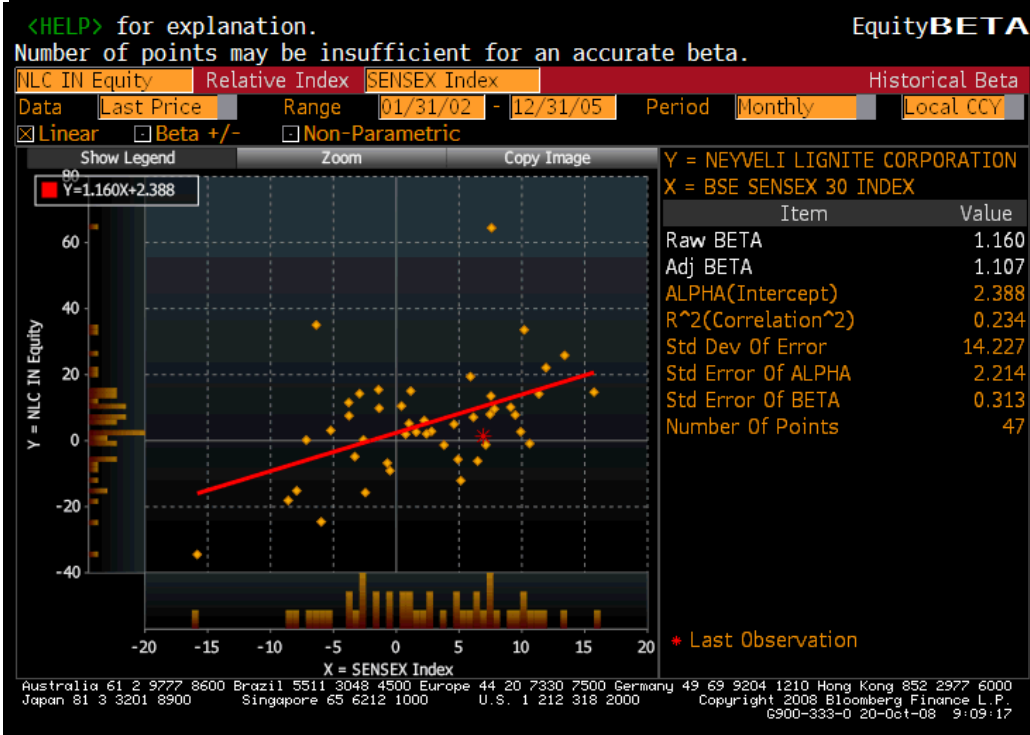 <HELP> for explanation. EquityBETA
Number of points may be insufficient for an accurate beta.
NLC IN Equity Relative Index SENSEX Index Historical Beta
Data Last Price Range 01/31/02 - 12/31/05 Period Monthly Local CCY
Linear Beta +/- Non-Parametric
Show Legend Zoom Copy Image
Y = NEYVELI LIGNITE CORPORATION
X = BSE SENSEX 30 INDEX
Item Value
Raw BETA 1.160
Adj BETA 1.107
ALPHA(Intercept) 2.388
R^2(Correlation^2) 0.234
Std Dev Of Error 14.227
Std Error Of ALPHA 2.214
Std Error Of BETA 0.313
Number Of Points 47
* Last Observation
80
Y=1.160X+2.388
60
40
20
0
-20
-40
Y = NLC IN Equity
-20 -15 -10 -5 0 5 10 15 20
X = SENSEX Index
Australia 61 2 9777 8600 Brazil 5511 3048 4500 Europe 44 20 7330 7500 Germany 49 69 9204 1210 Hong Kong 852 2977 6000
Japan 81 3 3201 8900 Singapore 65 6212 1000 U.S. 1 212 318 2000 Copyright 2008 Bloomberg Finance L.P.
G900-333-0 20-Oct-08 9:09:17